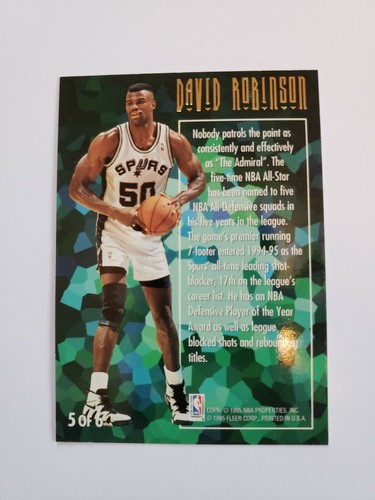 DAVID ROBINSON
Nobody patrols the paint as
consistently and effectively
as "The Admiral". The
five-time NBA All-Star
has been named to five
NBA All-Defensive squads in
his five years in the league.
The game's premier running
7-footer entered 1994-95 as the
Spurs' all-time leading shot-
blocker, 17th on the league's
career list. He has an NBA
Defensive Player of the Year
Award as well as league
blocked shots and rebounding
titles.
SPURS
50
5 OF 6
COPR. © 1995 NBA PROPERTIES, INC.
© 1995 FLEER CORP., PRINTED IN U.S.A.